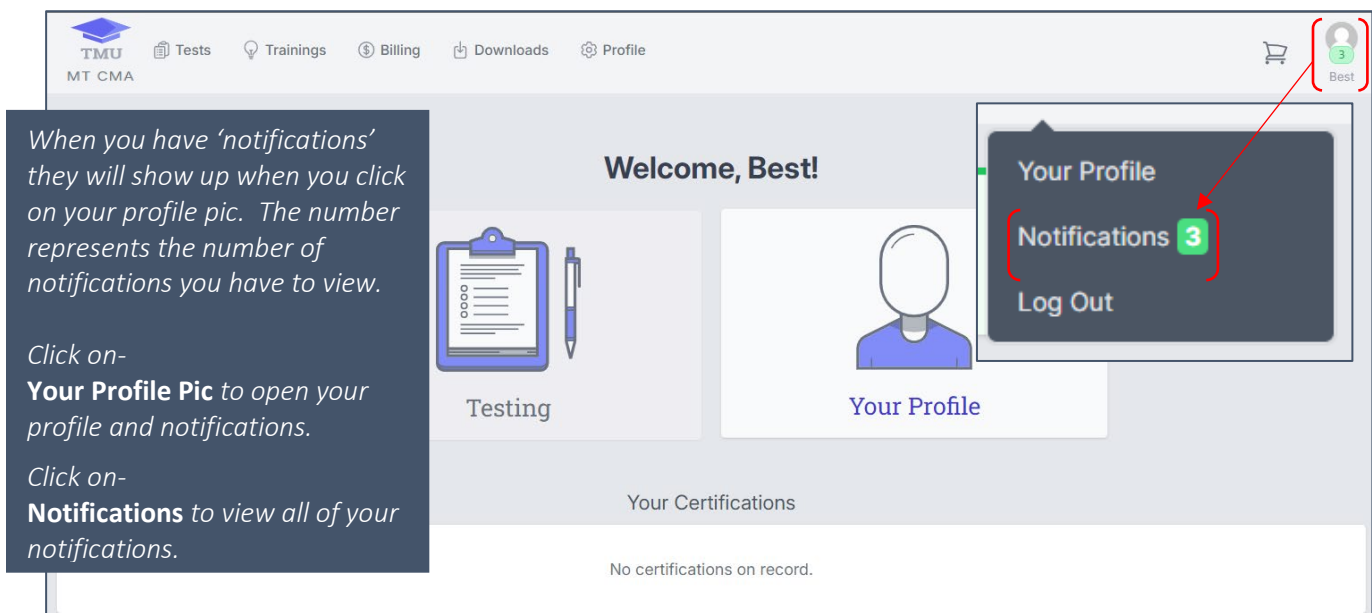 TMU
MT CMA
Tests
Trainings
Billing
Downloads
Profile
3
Best
When you have ‘notifications’
they will show up when you click
on your profile pic.  The number
represents the number of
notifications you have to view.
Click on-
Your Profile Pic to open your
profile and notifications.
Click on-
Notifications to view all of your
notifications.
Welcome, Best!
Your Profile
Notifications 3
Log Out
Testing
Your Profile
Your Certifications
No certifications on record.